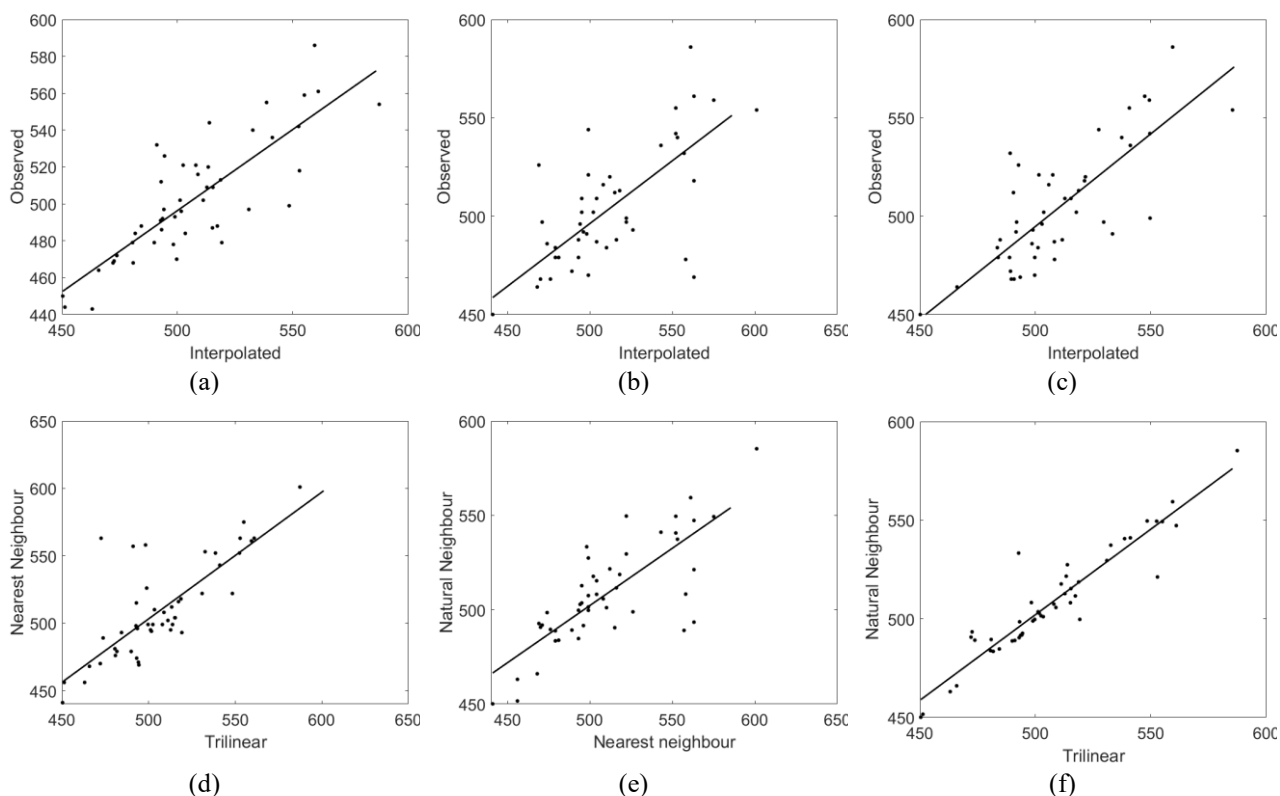 600
580
560
540
520
500
480
460
440
Observed
450 500 550 600
Interpolated
(a)
600
550
500
450
Observed
450 500 550 600 650
Interpolated
(b)
600
550
500
450
Observed
450 500 550 600
Interpolated
(c)
650
600
550
500
450
400
Nearest Neighbour
450 500 550 600 650
Trilinear
(d)
600
550
500
450
Natural Neighbour
450 500 550 600 650
Nearest neighbour
(e)
600
550
500
450
Natural Neighbour
450 500 550 600
Trilinear
(f)